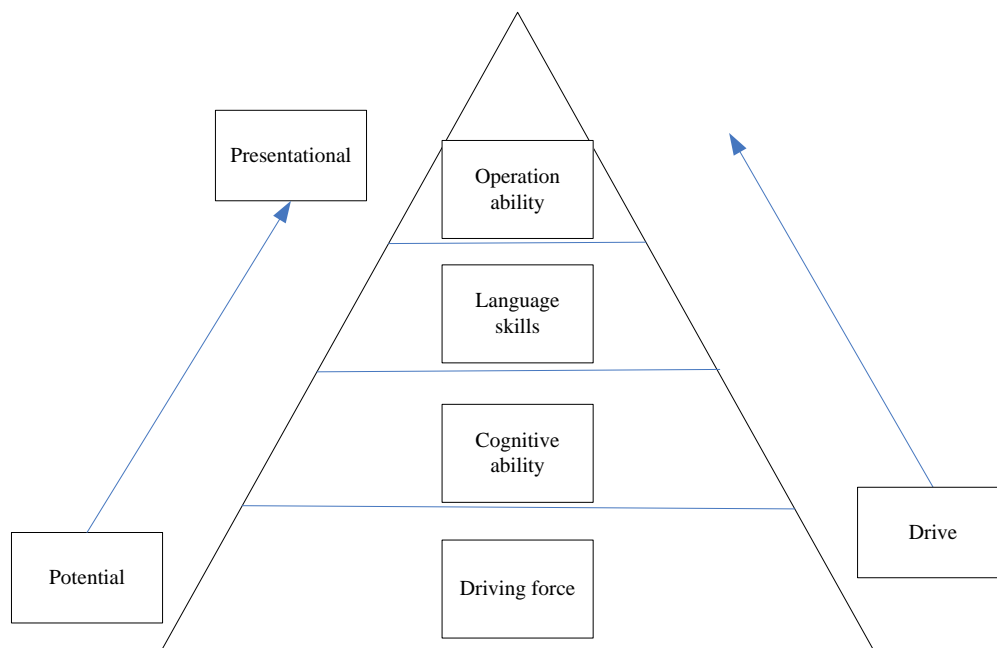 Presentational
Operation
ability
Language
skills
Cognitive
ability
Drive
Potential
Driving force